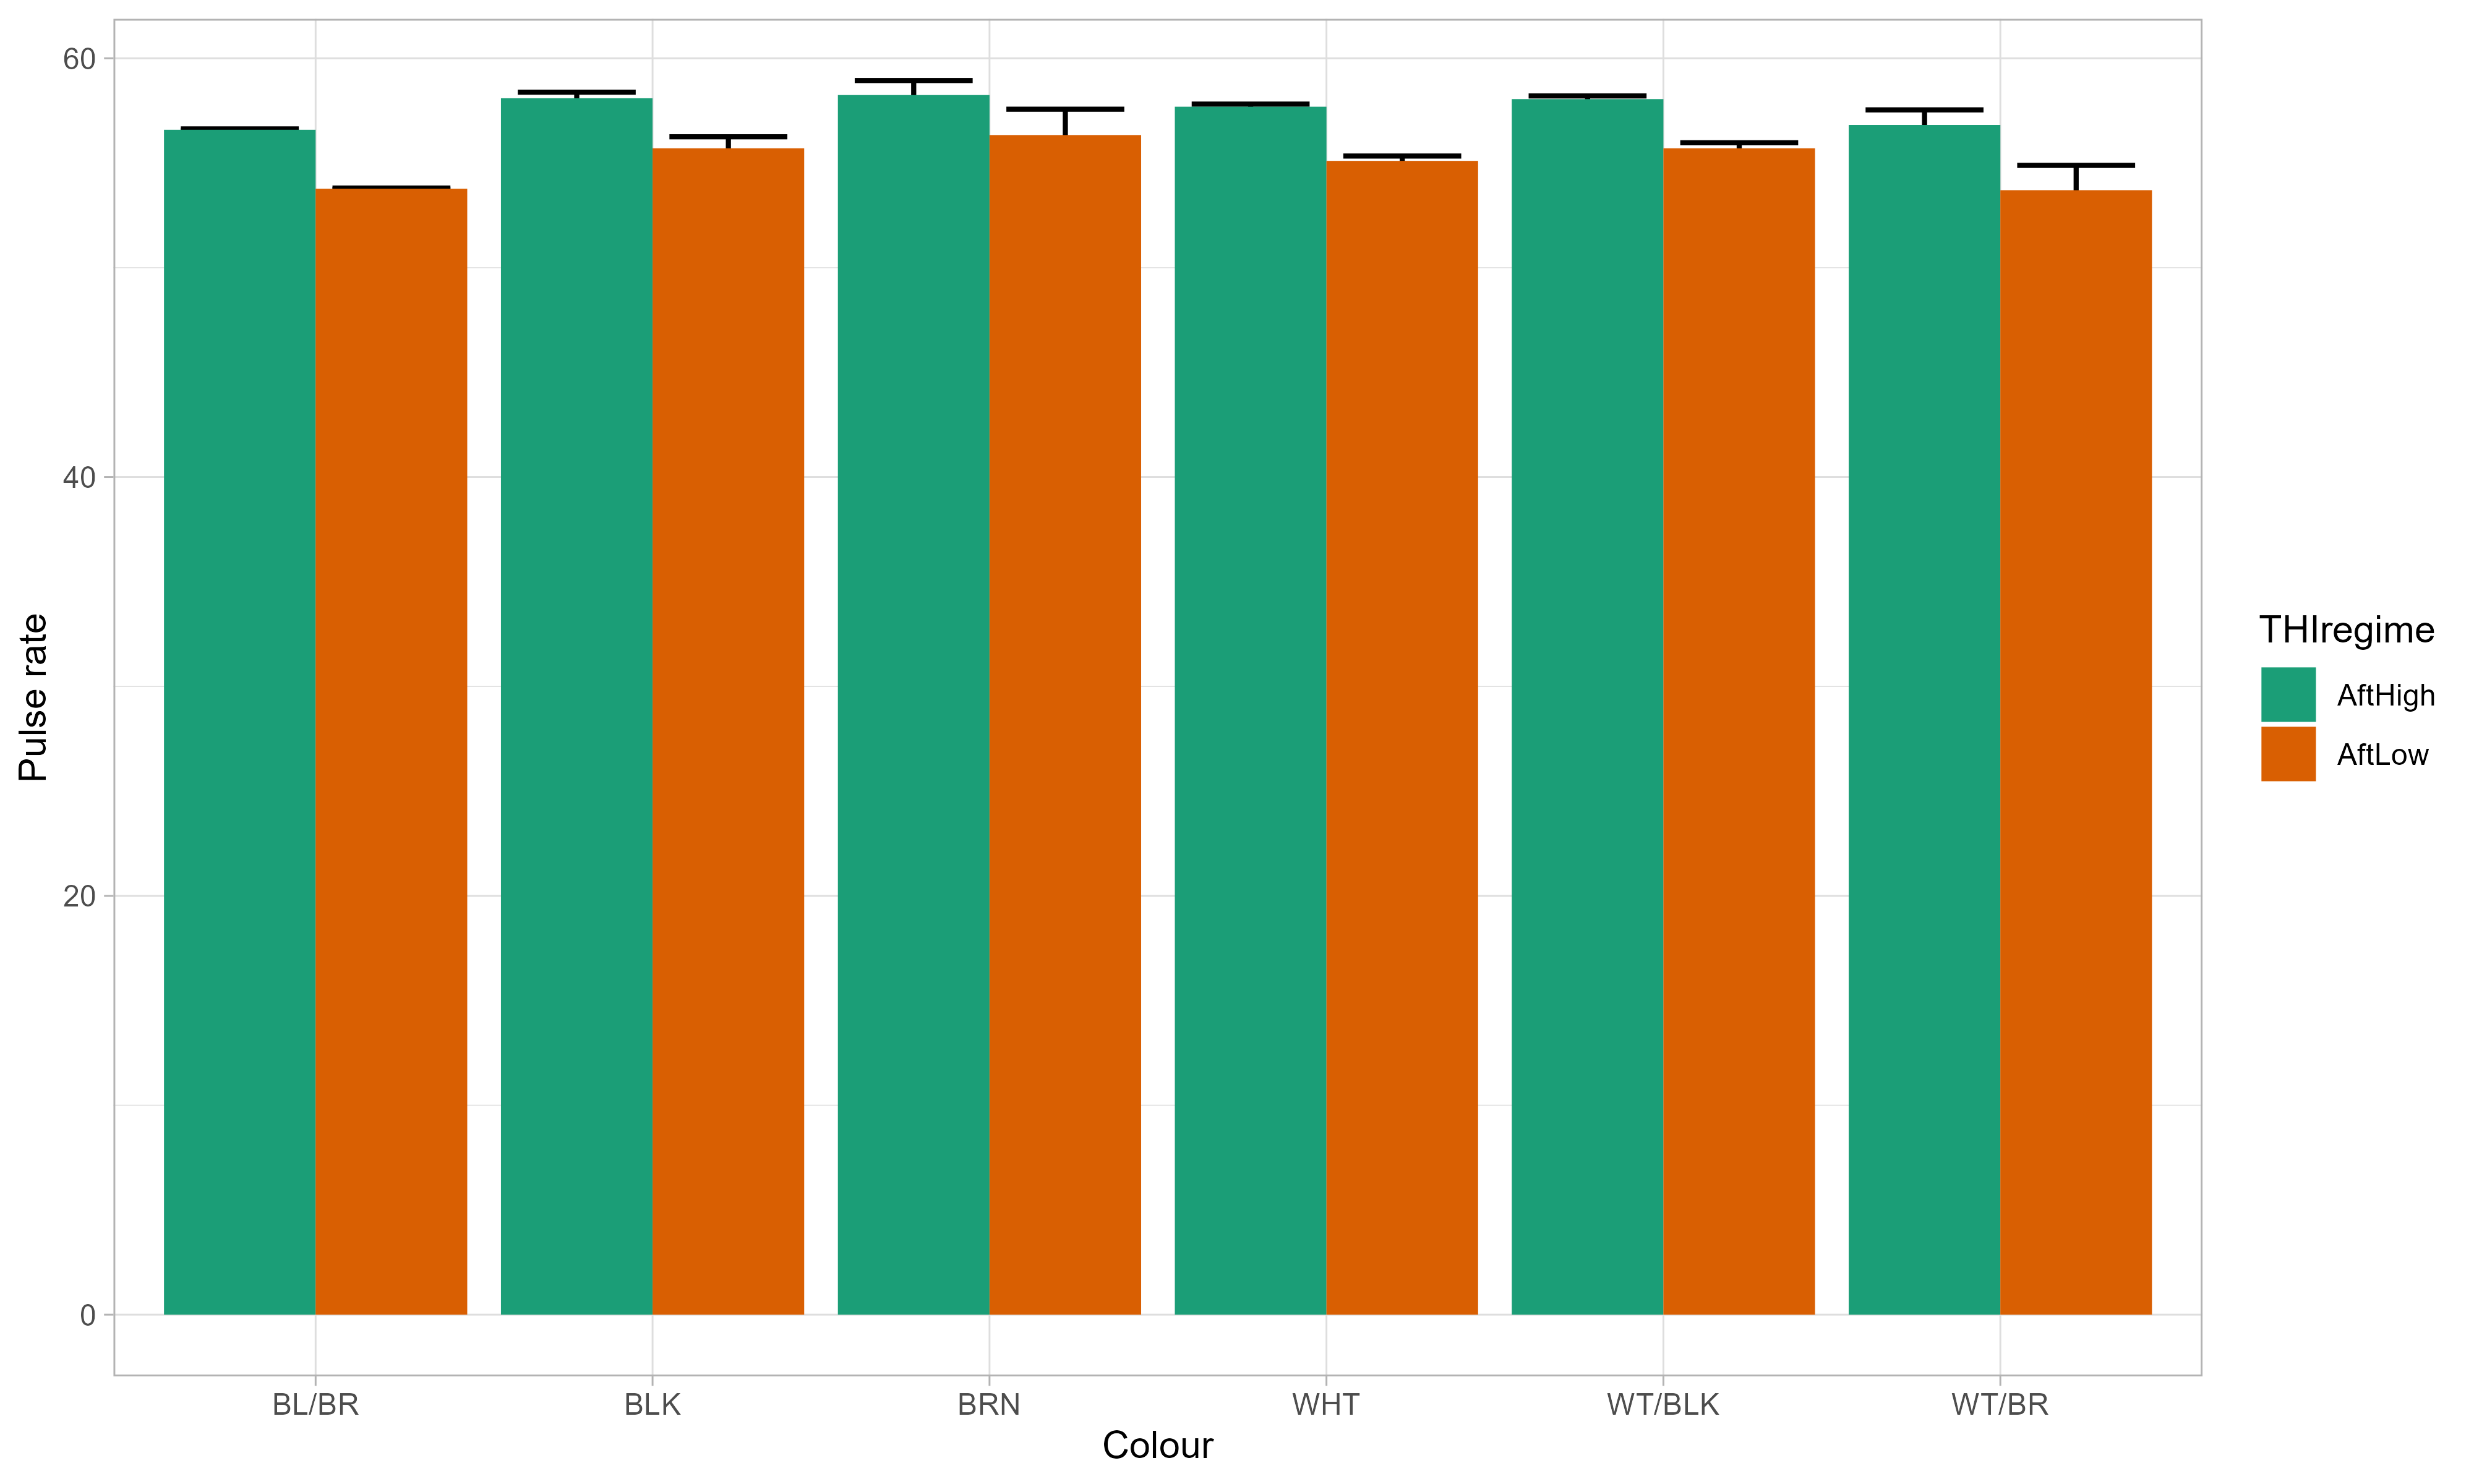 60
40
20
0
Pulse rate
BL/BR BLK BRN WHT WT/BLK WT/BR
Colour
THIregime
AftHigh
AftLow